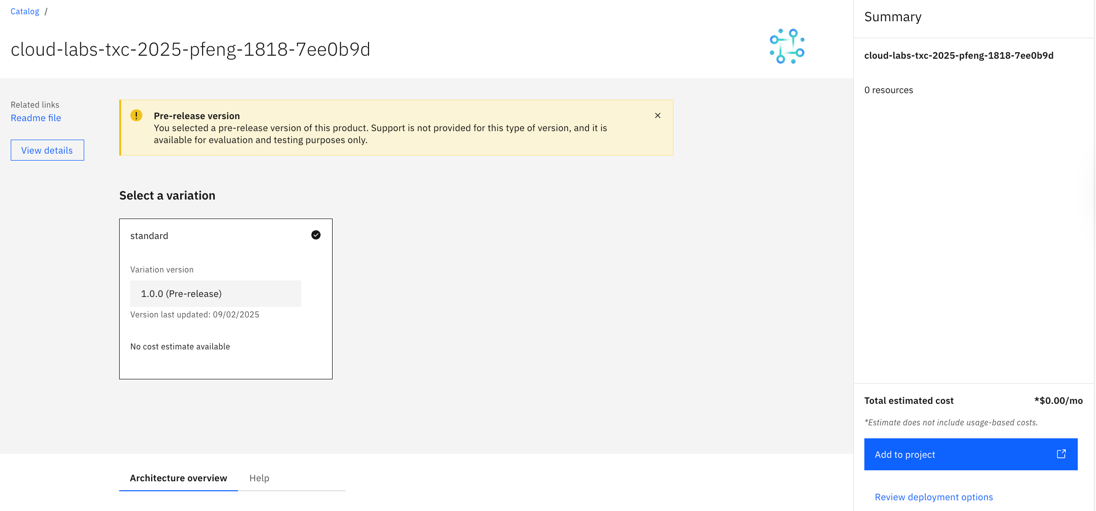 Catalog /
cloud-labs-txc-2025-pfeng-1818-7ee0b9d
Related links
Readme file
View details
Pre-release version
You selected a pre-release version of this product. Support is not provided for this type of version, and it is
available for evaluation and testing purposes only.
Select a variation
standard
Variation version
1.0.0 (Pre-release)
Version last updated: 09/02/2025
No cost estimate available
Architecture overview
Help
Summary
cloud-labs-txc-2025-pfeng-1818-7ee0b9d
0 resources
Total estimated cost *$0.00/mo
*Estimate does not include usage-based costs.
Add to project
Review deployment options